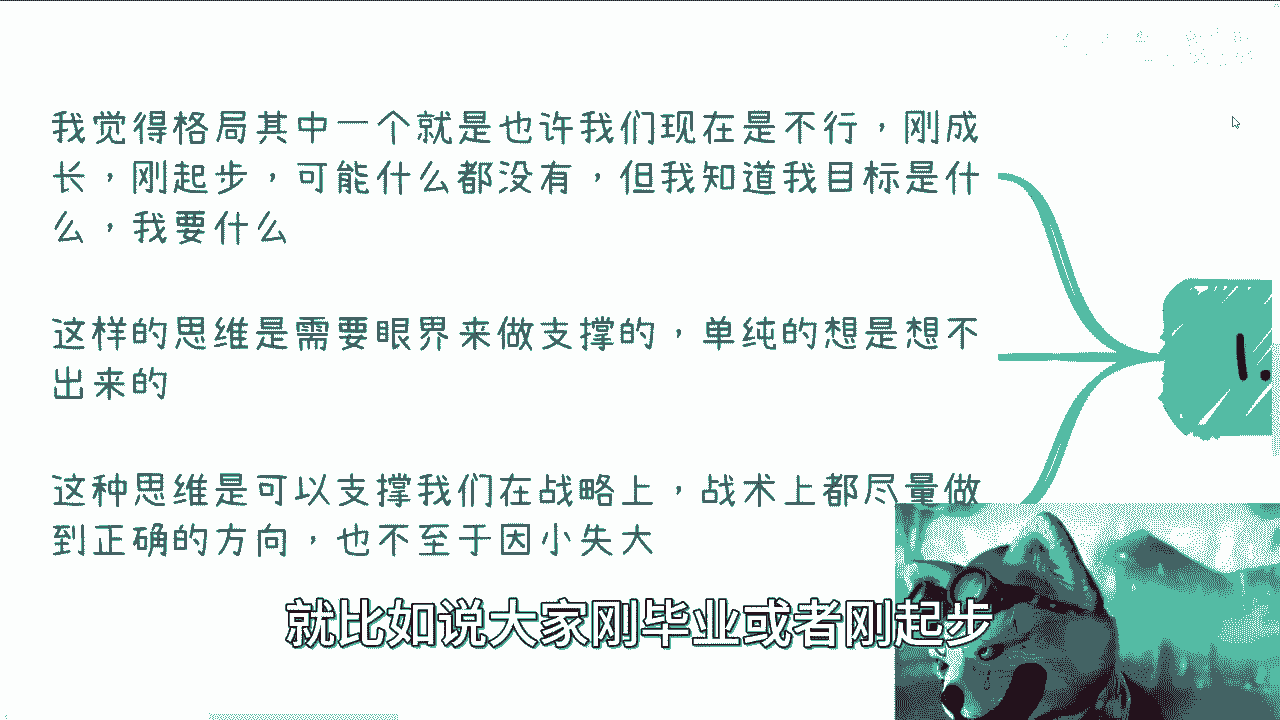 我觉得格局其中一个就是也许我们现在是不行，刚成
长，刚起步，可能什么都没有，但我知道我目标是什
么，我要什么
这样的思维是需要眼界来做支撑的，单纯的想是想不
出来的
这种思维是可以支撑我们在战略上，战术上都尽量做
到正确的方向，也不至于因小失大
1.
就比如说大家刚毕业或者刚起步